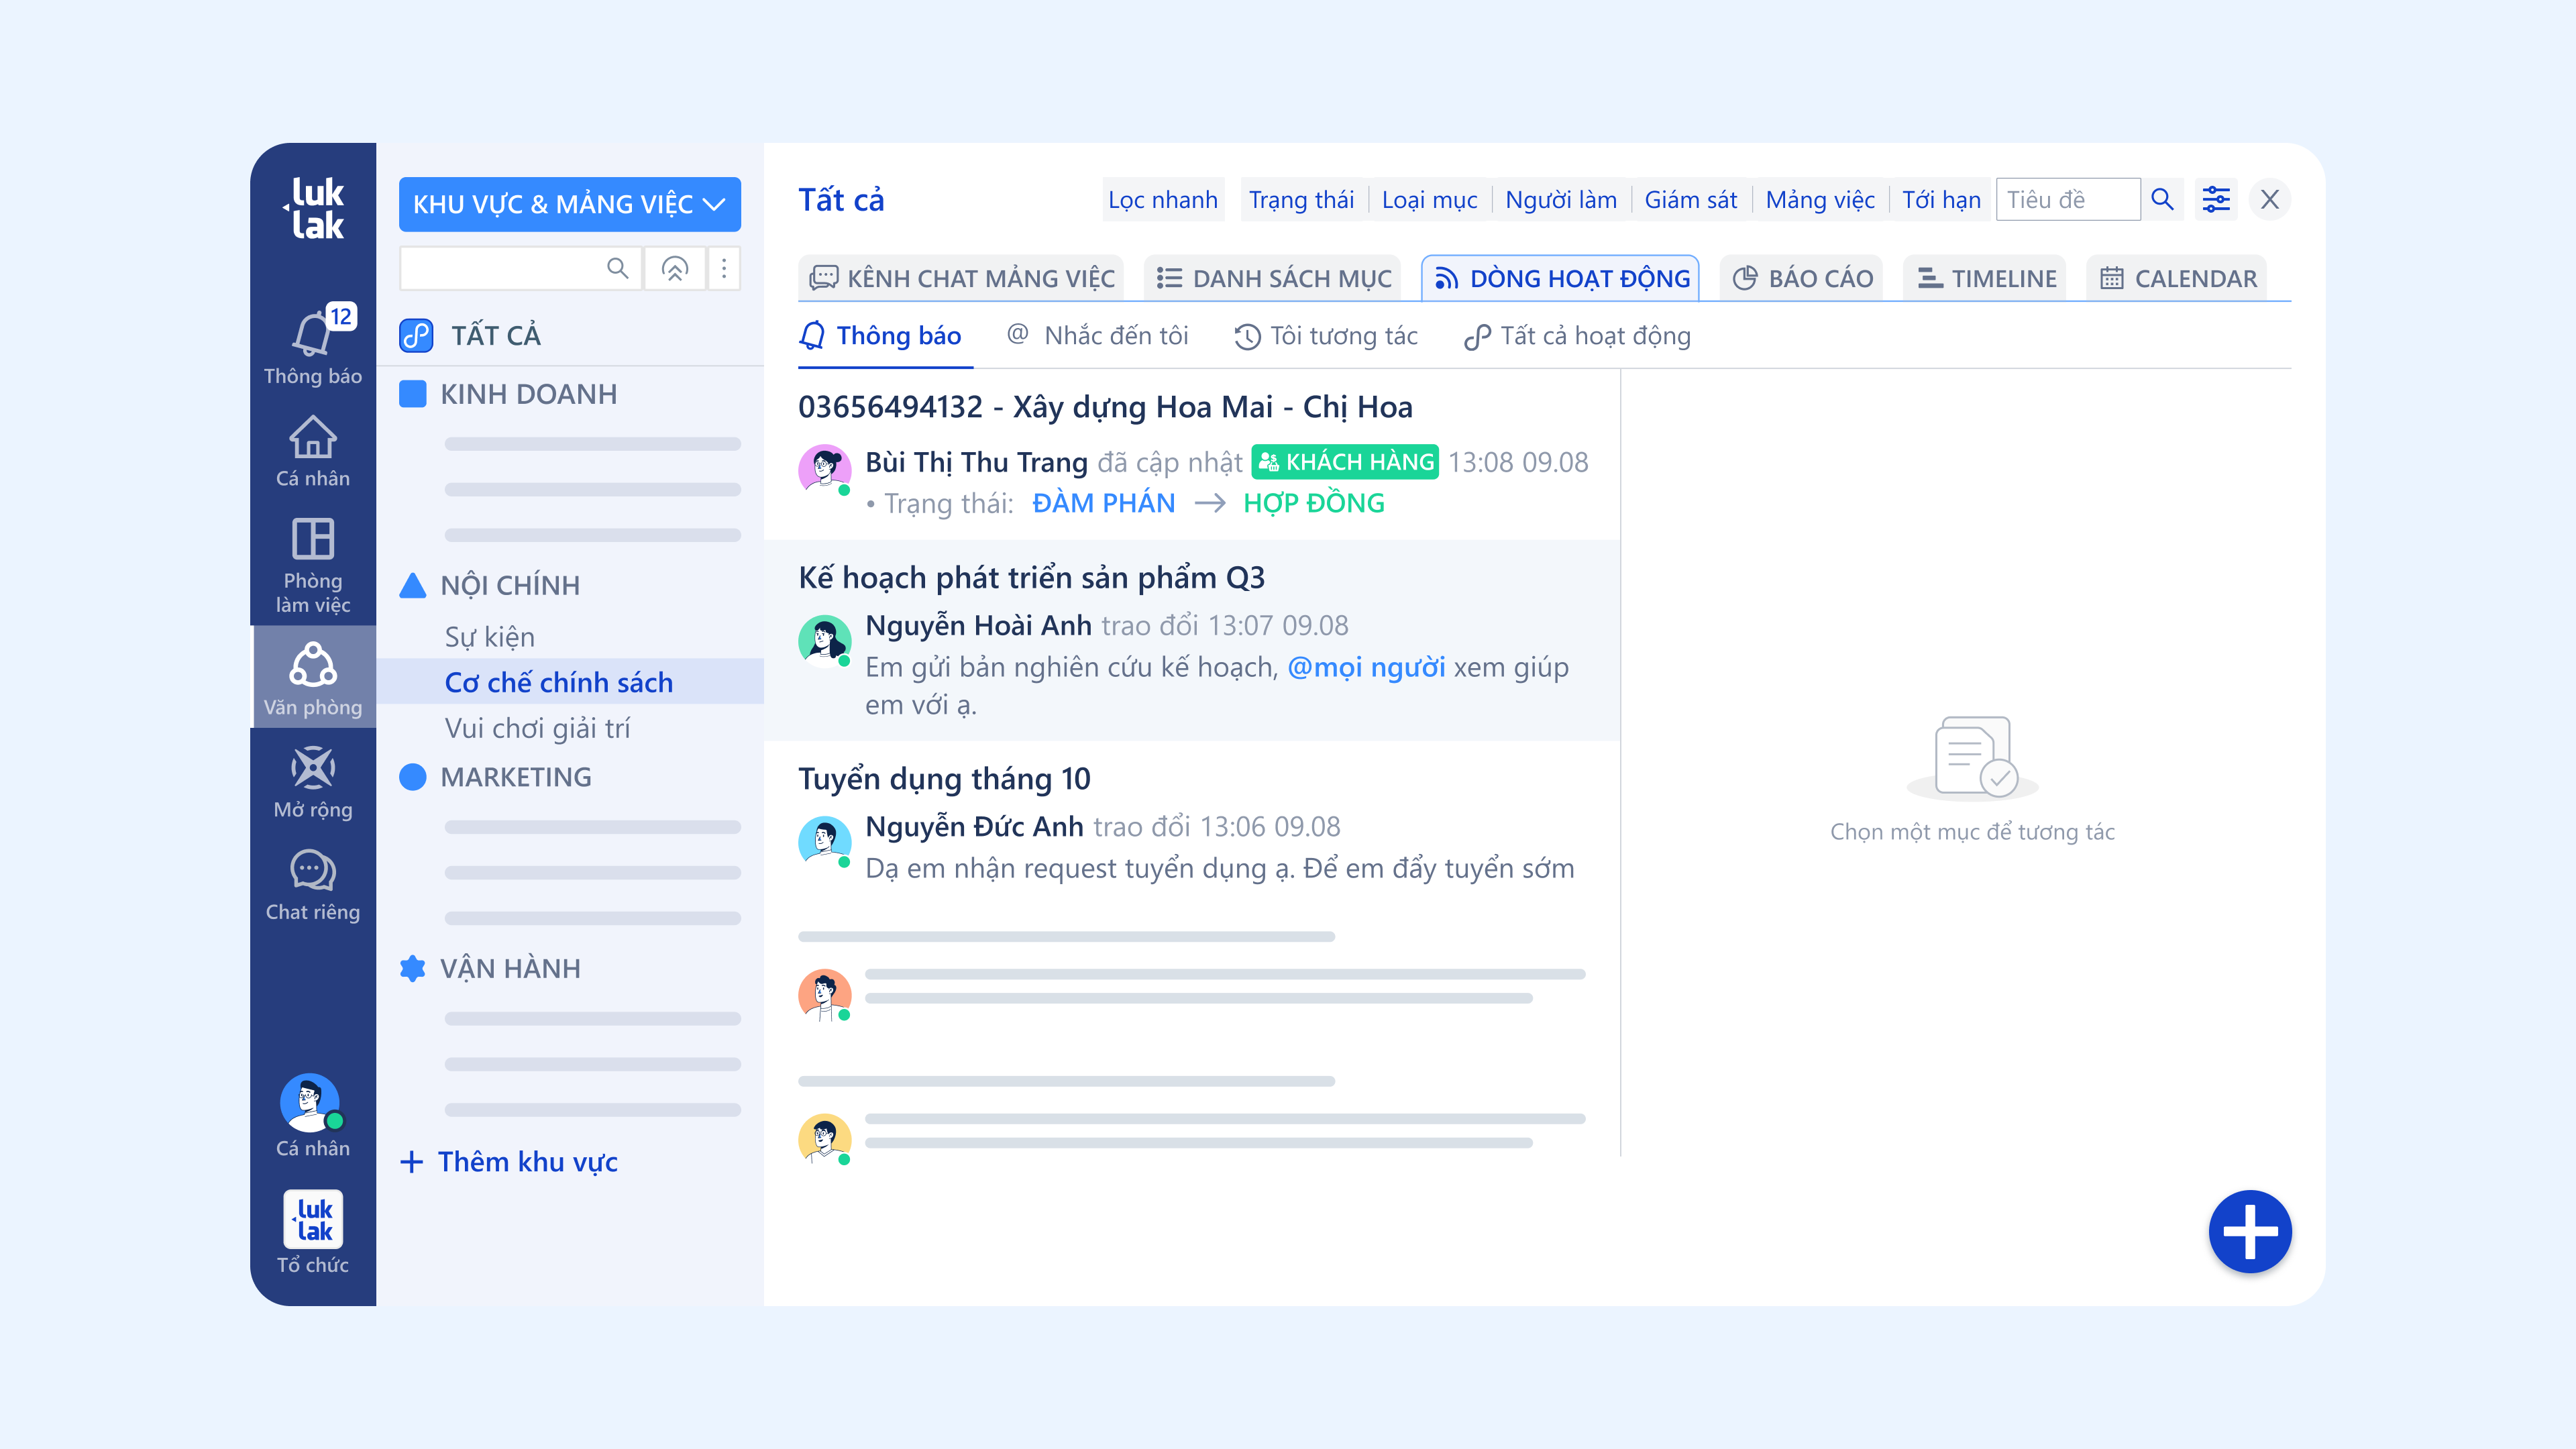 luk
lak
12
Thông báo
Cá nhân
Phòng
làm việc
Văn phòng
Mở rộng
Chat riêng
Cá nhân
luk
lak
Tổ chức
KHU VỰC & MẢNG VIỆC
TẤT CẢ
KINH DOANH
NỘI CHÍNH
Sự kiện
Cơ chế chính sách
Vui chơi giải trí
MARKETING
VẬN HÀNH
+ Thêm khu vực
Tất cả
Lọc nhanh
Trạng thái
Loại mục
Người làm
Giám sát
Mảng việc
Tới hạn
Tiêu đề
X
KÊNH CHAT MẢNG VIỆC
DANH SÁCH MỤC
DÒNG HOẠT ĐỘNG
BÁO CÁO
TIMELINE
CALENDAR
Thông báo
@ Nhắc đến tôi
Tôi tương tác
Tất cả hoạt động
03656494132 - Xây dựng Hoa Mai - Chị Hoa
Bùi Thị Thu Trang đã cập nhật KHÁCH HÀNG 13:08 09.08
• Trạng thái: ĐÀM PHÁN → HỢP ĐỒNG
Kế hoạch phát triển sản phẩm Q3
Nguyễn Hoài Anh trao đổi 13:07 09.08
Em gửi bản nghiên cứu kế hoạch, @mọi người xem giúp
em với ạ.
Tuyển dụng tháng 10
Nguyễn Đức Anh trao đổi 13:06 09.08
Dạ em nhận request tuyển dụng ạ. Để em đẩy tuyển sớm
Chọn một mục để tương tác